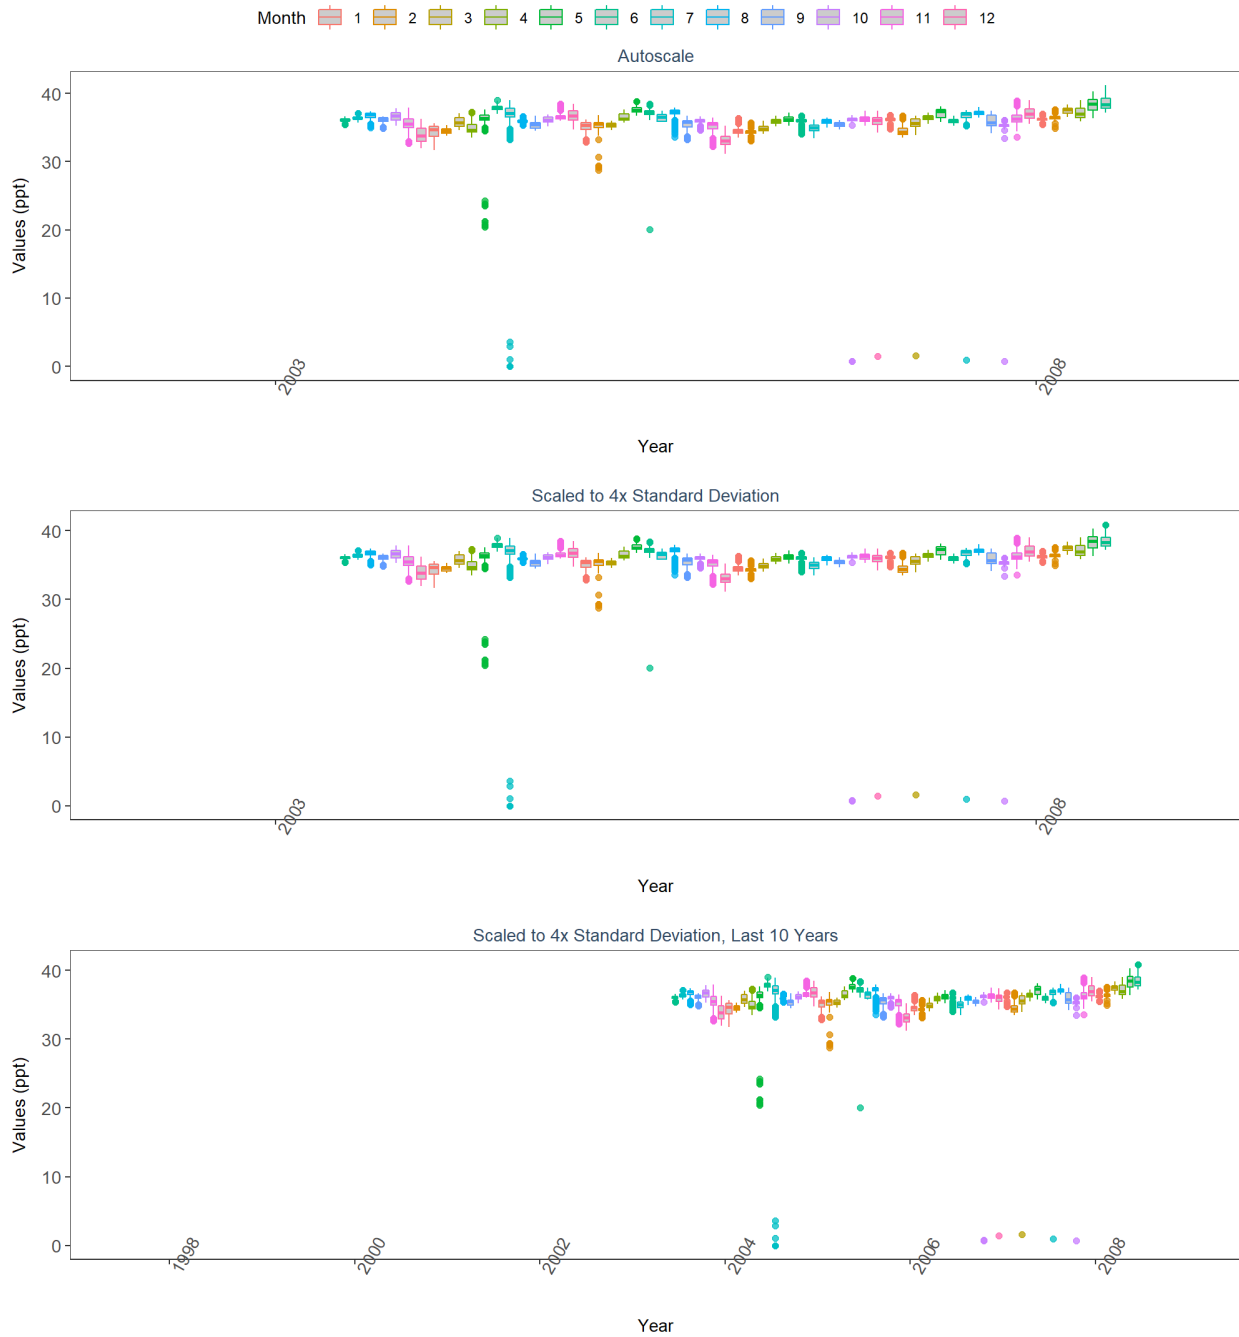 Month 1 2 3 4 5 6 7 8 9 10 11 12
Autoscale
Values (ppt)
40
30
20
10
0
2003
2008
Year
Scaled to 4x Standard Deviation
Values (ppt)
40
30
20
10
0
2003
2008
Year
Scaled to 4x Standard Deviation, Last 10 Years
Values (ppt)
40
30
20
10
0
1998
2000
2002
2004
2006
2008
Year